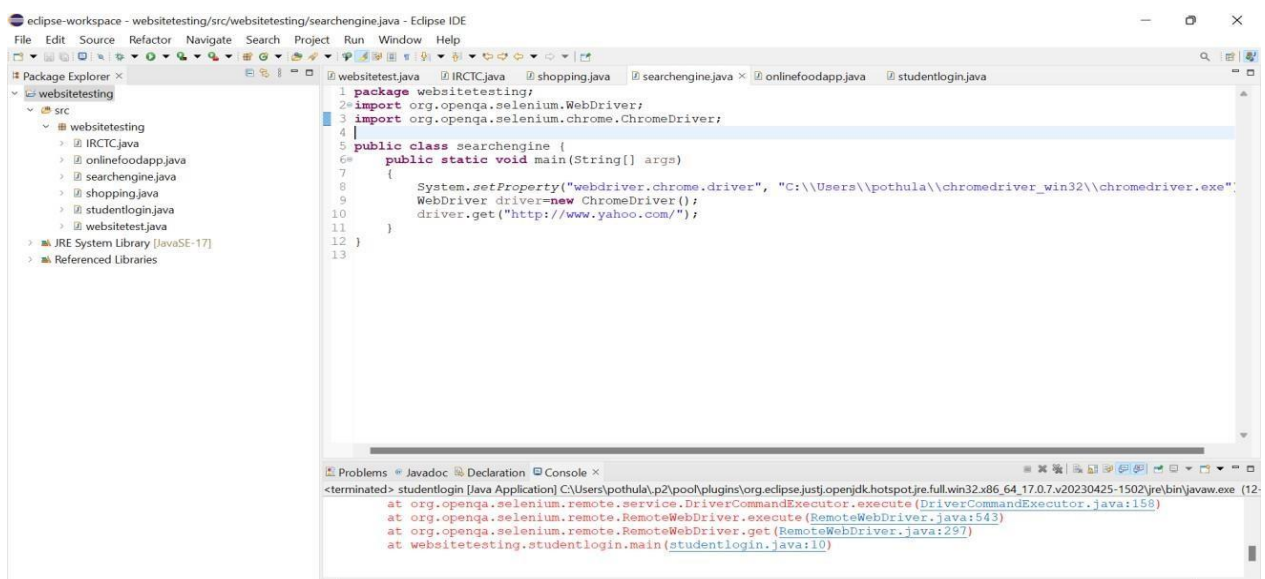 eclipse-workspace - websitetesting/src/websitetesting/searchengine.java - Eclipse IDE
File Edit Source Refactor Navigate Search Project Run Window Help
Package Explorer
websitetesting
src
websitetesting
IRCTC.java
onlinefoodapp.java
searchengine.java
shopping.java
studentlogin.java
websitetest.java
JRE System Library [JavaSE-17]
Referenced Libraries
websitetest.java IRCTC.java shopping.java searchengine.java onlinefoodapp.java studentlogin.java
1 package websitetesting;
2 import org.openqa.selenium.WebDriver;
3 import org.openqa.selenium.chrome.ChromeDriver;
4
5 public class searchengine {
6 public static void main(String[] args)
7 {
8 System.setProperty("webdriver.chrome.driver", "C:\\Users\\pothula\\chromedriver_win32\\chromedriver.exe"
9 WebDriver driver=new ChromeDriver();
10 driver.get("http://www.yahoo.com/");
11 }
12 }
13
Problems Javadoc Declaration Console
<terminated> studentlogin [Java Application] C:\Users\pothula\.p2\pool\plugins\org.eclipse.justj.openjdk.hotspot.jre.full.win32.x86_64_17.0.7.v20230425-1502\jre\bin\javaw.exe (12-
at org.openqa.selenium.remote.service.DriverCommandExecutor.execute(DriverCommandExecutor.java:158)
at org.openqa.selenium.remote.RemoteWebDriver.execute(RemoteWebDriver.java:543)
at org.openqa.selenium.remote.RemoteWebDriver.get(RemoteWebDriver.java:297)
at websitetesting.studentlogin.main(studentlogin.java:10)